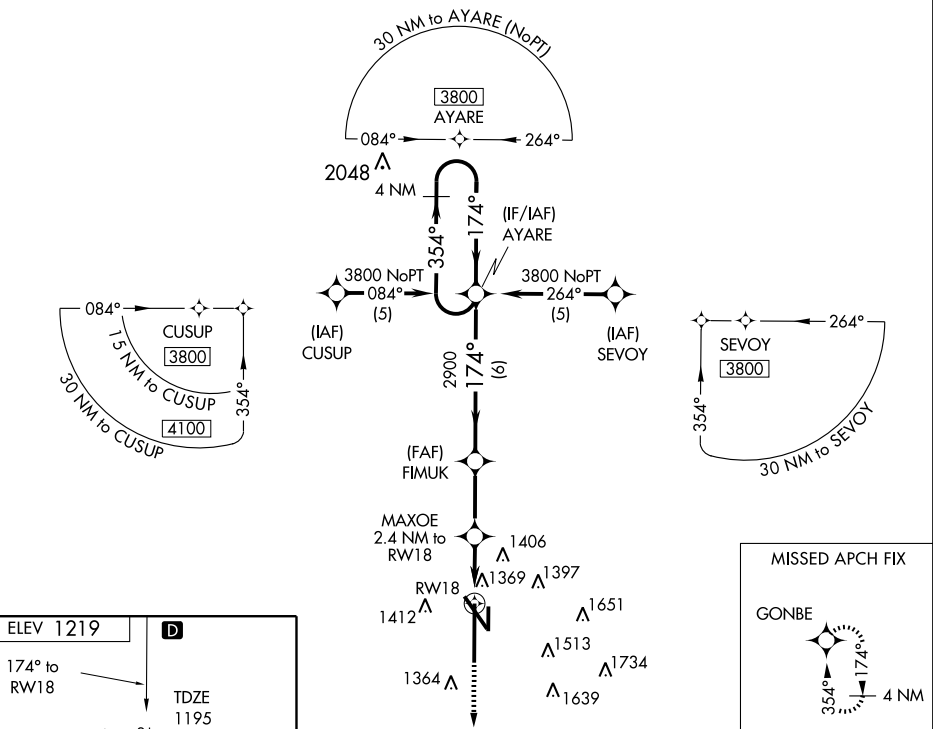 30 NM to AYARE (NoPT)
3800
AYARE
084°
264°
2048
4 NM
354°
174°
(IF/IAF)
AYARE
3800 NoPT
084°
(5)
3800 NoPT
264°
(5)
(IAF)
CUSUP
(IAF)
SEVOY
084°
CUSUP
3800
15 NM to CUSUP
4100
30 NM to CUSUP
354°
264°
SEVOY
3800
354°
30 NM to SEVOY
2900
174°
(6)
(FAF)
FIMUK
MAXOE
2.4 NM to
RW18
1406
1369
1397
RW18
1412
1651
1513
1734
1364
1639
MISSED APCH FIX
GONBE
174°
354°
4 NM
ELEV 1219
D
174° to
RW18
TDZE
1195